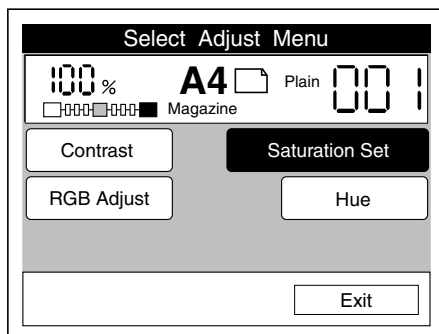 Select Adjust Menu
100 % A4 Plain 001
Magazine
Contrast Saturation Set
RGB Adjust Hue
Exit